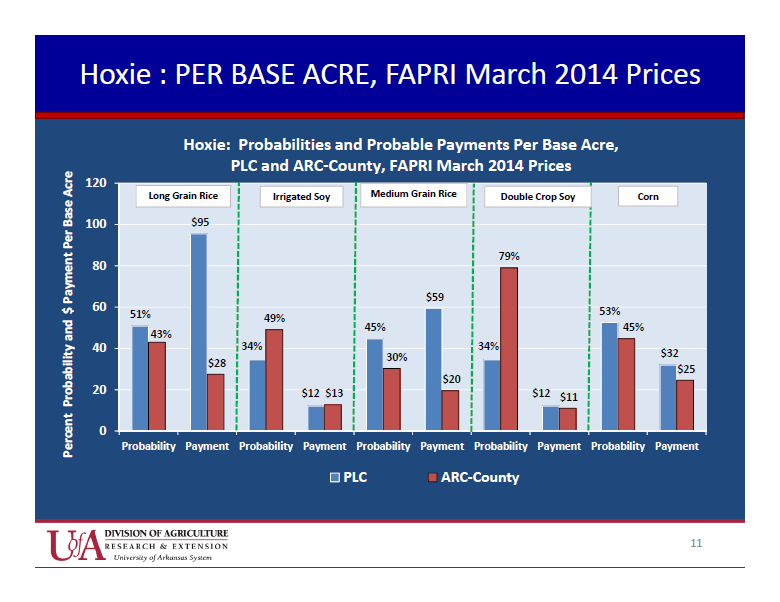 Hoxie : PER BASE ACRE, FAPRI March 2014 Prices
Hoxie:  Probabilities and Probable Payments Per Base Acre,
PLC and ARC-County, FAPRI March 2014 Prices
Percent  Probability and  $ Payment Per Base Acre
120
100
80
60
40
20
0
Long Grain Rice
Irrigated Soy
Medium Grain Rice
Double Crop Soy
Corn
51%
43%
$95
$28
34%
49%
$12
$13
45%
30%
$59
$20
34%
79%
$12
$11
53%
45%
$32
$25
Probability
Payment
Probability
Payment
Probability
Payment
Probability
Payment
Probability
Payment
PLC
ARC-County
UofA
DIVISION OF AGRICULTURE
RESEARCH & EXTENSION
University of Arkansas System
11